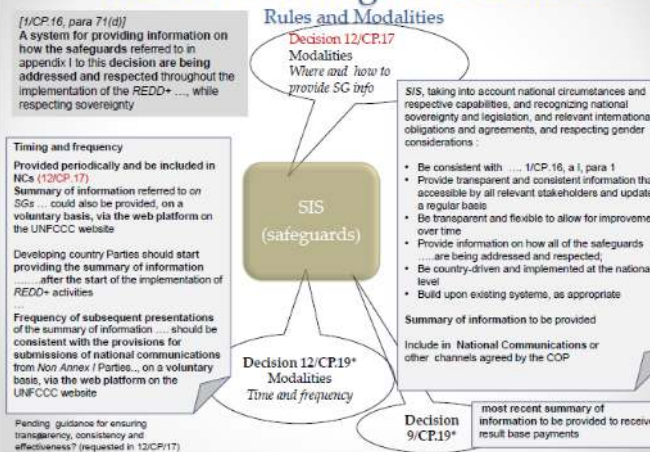 Rules and Modalities
[1/CP.16, para 71(d)]
A system for providing information on
how the safeguards referred to in
appendix I to this decision are being
addressed and respected throughout the
implementation of the REDD+ ..., while
respecting sovereignty
Decision 12/CP.17
Modalities
Where and how to
provide SG info
SIS, taking into account national circumstances and
respective capabilities, and recognizing national
sovereignty and legislation, and relevant internationa
obligations and agreements, and respecting gender
considerations :
• Be consistent with .... 1/CP.16, a I, para 1
• Provide transparent and consistent information tha
accessible by all relevant stakeholders and update
a regular basis
• Be transparent and flexible to allow for improveme
over time
• Provide information on how all of the safeguards
.....are being addressed and respected;
• Be country-driven and implemented at the national
level
• Build upon existing systems, as appropriate
Summary of information to be provided
Include in National Communications or
other channels agreed by the COP
Timing and frequency
Provided periodically and be included in
NCs (12/CP.17)
Summary of information referred to on
SGs ... could also be provided, on a
voluntary basis, via the web platform on
the UNFCCC website
Developing country Parties should start
providing the summary of information
........after the start of the implementation of
REDD+ activities
...
Frequency of subsequent presentations
of the summary of information .... should be
consistent with the provisions for
submissions of national communications
from Non Annex I Parties.., on a voluntary
basis, via the web platform on the
UNFCCC website
SIS
(safeguards)
Decision 12/CP.19*
Modalities
Time and frequency
Decision
9/CP.19*
most recent summary of
information to be provided to receive
result base payments
Pending guidance for ensuring
transparency, consistency and
effectiveness? (requested in 12/CP/17)